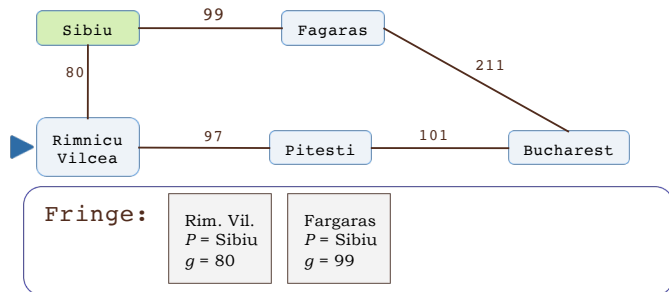 99
Sibiu
Fagaras
80
211
Rimnicu
Vilcea
97
Pitesti
101
Bucharest
Fringe:
Rim. Vil.
P = Sibiu
g = 80
Fargaras
P = Sibiu
g = 99